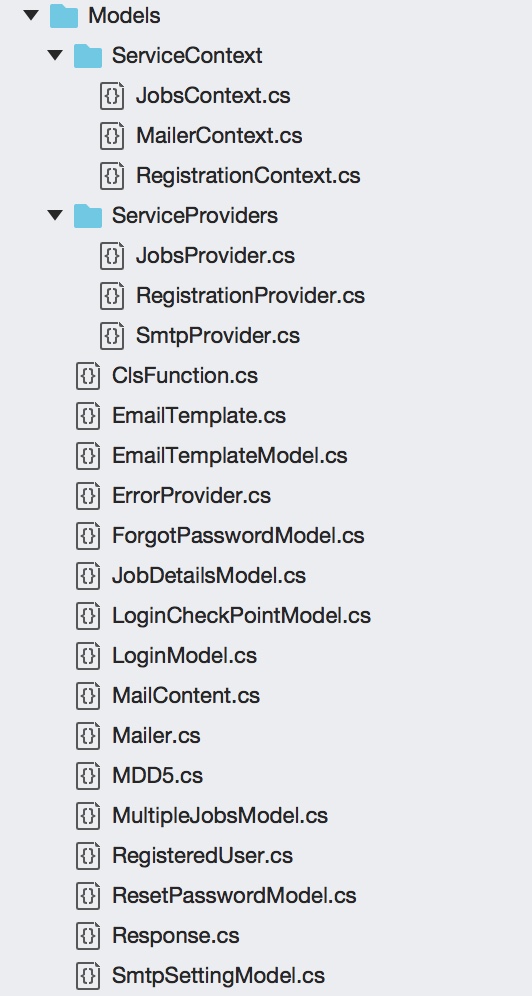 Models
ServiceContext
JobsContext.cs
MailerContext.cs
RegistrationContext.cs
ServiceProviders
JobsProvider.cs
RegistrationProvider.cs
SmtpProvider.cs
ClsFunction.cs
EmailTemplate.cs
EmailTemplateModel.cs
ErrorProvider.cs
ForgotPasswordModel.cs
JobDetailsModel.cs
LoginCheckPointModel.cs
LoginModel.cs
MailContent.cs
Mailer.cs
MDD5.cs
MultipleJobsModel.cs
RegisteredUser.cs
ResetPasswordModel.cs
Response.cs
SmtpSettingModel.cs